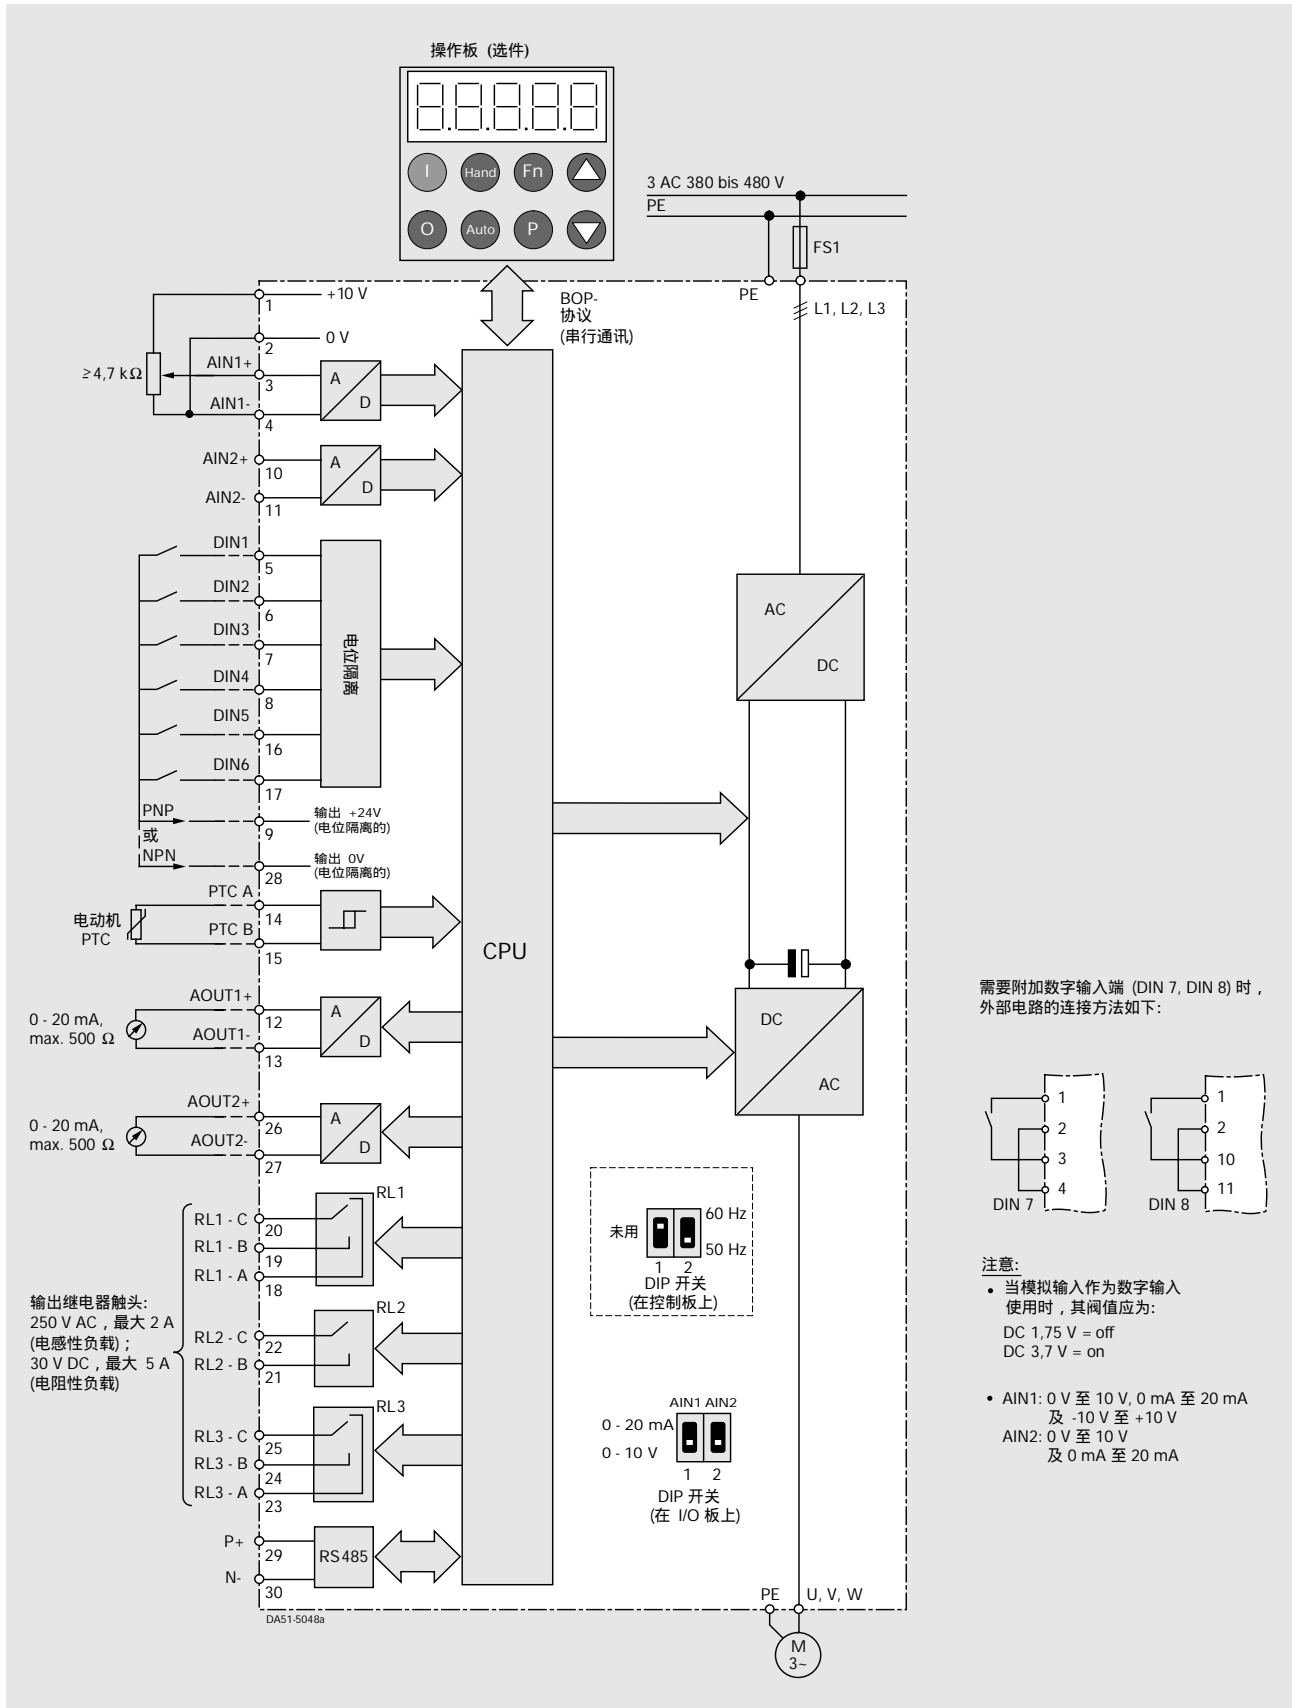 操作板 (选件)
I
Hand
Fn
O
Auto
P
3 AC 380 bis 480 V
PE
FS1
PE
L1, L2, L3
BOP-
协议
(串行通讯)
1
+10 V
2
0 V
≥4,7 kΩ
AIN1+
3
AIN1-
4
A
D
AIN2+
10
AIN2-
11
A
D
DIN1
5
DIN2
6
DIN3
7
DIN4
8
DIN5
16
DIN6
17
电位隔离
PNP
或
NPN
9
输出 +24V
(电位隔离的)
28
输出 0V
(电位隔离的)
电动机
PTC
PTC A
14
PTC B
15
CPU
AC
DC
DC
AC
0 - 20 mA,
max. 500 Ω
AOUT1+
12
AOUT1-
13
A
D
0 - 20 mA,
max. 500 Ω
AOUT2+
26
AOUT2-
27
A
D
输出继电器触头:
250 V AC , 最大 2 A
(电感性负载) ;
30 V DC , 最大 5 A
(电阻性负载)
RL1
RL1 - C
20
RL1 - B
19
RL1 - A
18
RL2
RL2 - C
22
RL2 - B
21
RL3
RL3 - C
25
RL3 - B
24
RL3 - A
23
P+
29
N-
30
RS485
DA51-5048a
未用
60 Hz
50 Hz
1 2
DIP 开关
(在控制板上)
AIN1 AIN2
0 - 20 mA
0 - 10 V
1 2
DIP 开关
(在 I/O 板上)
PE
U, V, W
M
3~
需要附加数字输入端 (DIN 7, DIN 8) 时 ,
外部电路的连接方法如下:
1
2
3
4
DIN 7
1
2
10
11
DIN 8
注意:
• 当模拟输入作为数字输入
使用时 , 其阀值应为:
DC 1,75 V = off
DC 3,7 V = on
• AIN1: 0 V 至 10 V, 0 mA 至 20 mA
及 -10 V 至 +10 V
AIN2: 0 V 至 10 V
及 0 mA 至 20 mA